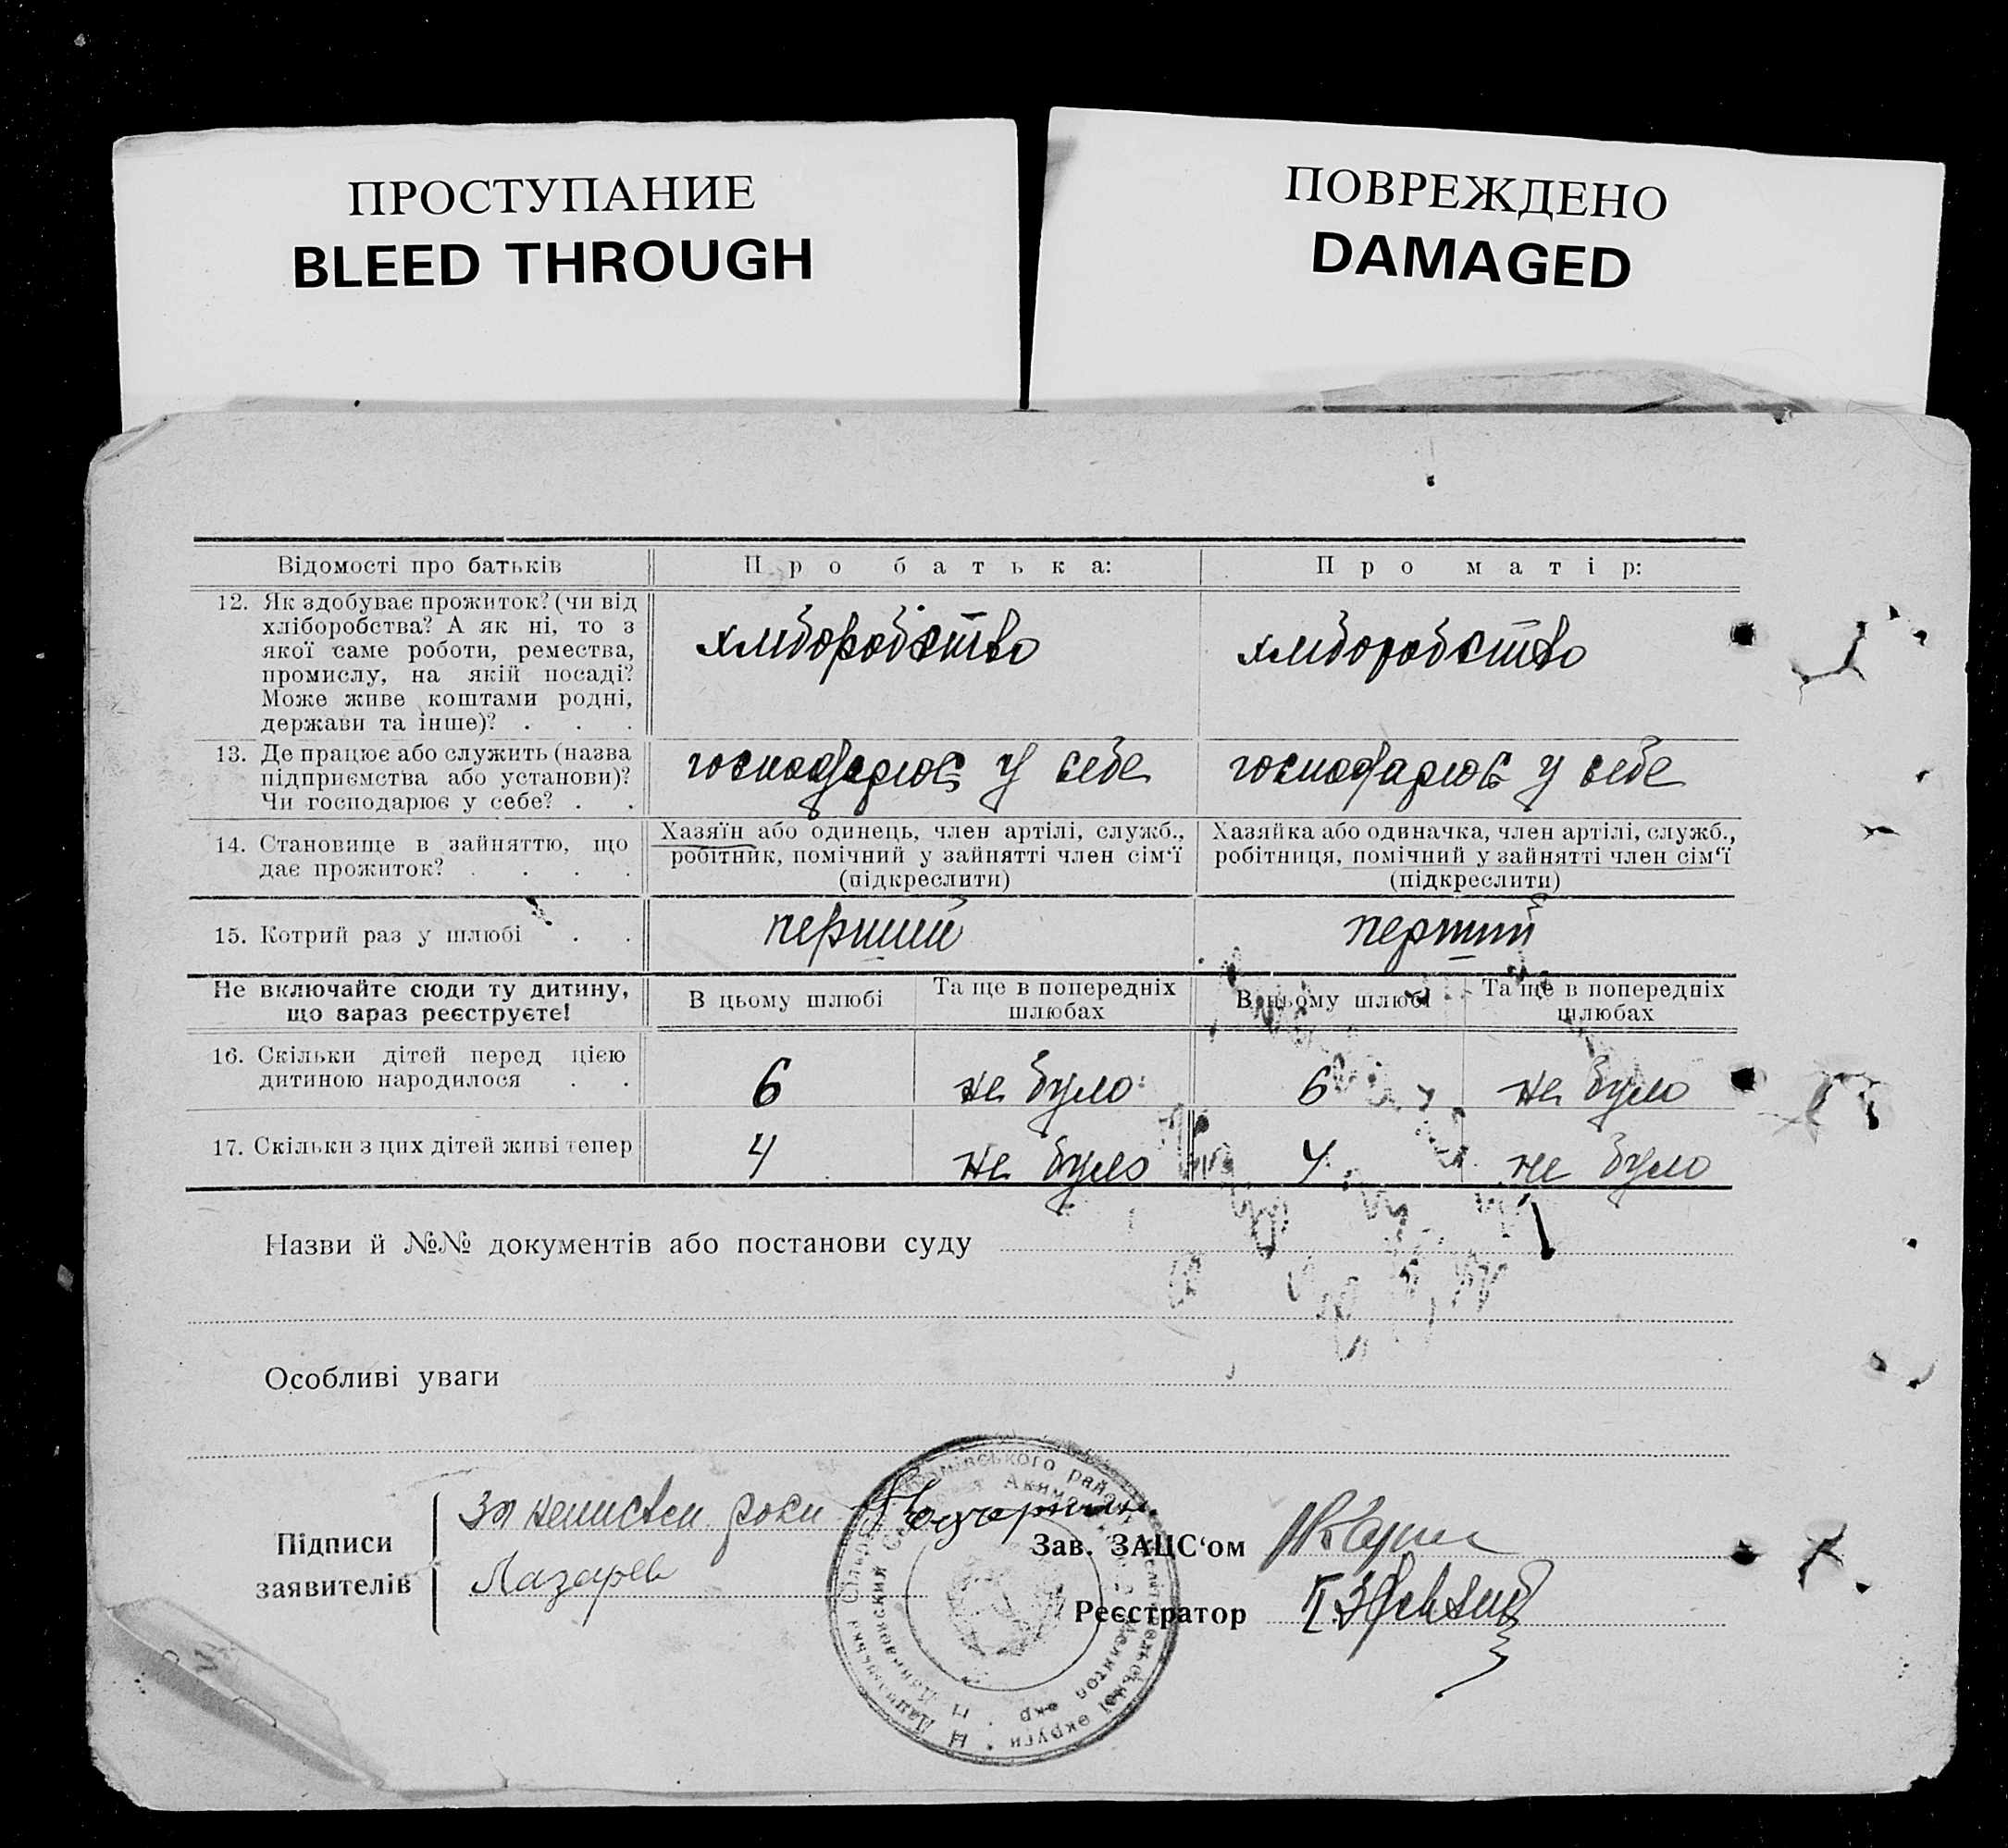 ПРОСТУПАНИЕ
BLEED THROUGH
ПОВРЕЖДЕНО
DAMAGED
Відомості про батьків
Про батька:
Про матір:
12. Як здобуває прожиток? (чи від
хліборобства? А як ні, то з
якої саме роботи, ремества,
промислу, на якій посаді?
Може живе коштами родні,
держави та інше)? . . .
хліборобство
хліборобство
13. Де працює або служить (назва
підприємства або установи)?
Чи господарює у себе? . .
господарює у себе
господарює у себе
14. Становище в зайняттю, що
дає прожиток? . . . .
Хазяїн або одинець, член артілі, служб.,
робітник, помічний у зайнятті член сім‘ї
(підкреслити)
Хазяйка або одиначка, член артілі, служб.,
робітниця, помічний у зайнятті член сім‘ї
(підкреслити)
15. Котрий раз у шлюбі . .
перший
перший
Не включайте сюди ту дитину,
що зараз реєструєте!
В цьому шлюбі
Та ще в попередніх
шлюбах
В цьому шлюбі
Та ще в попередніх
шлюбах
16. Скільки дітей перед цією
дитиною народилося . .
6
не було
6
не було
17. Скільки з цих дітей живі тепер
4
не було
4
не було
Назви й №№ документів або постанови суду
Особливі уваги
Підписи
заявителів
За
Лазарев
Зав. ЗАЦС‘ом
Реєстратор
району
округи